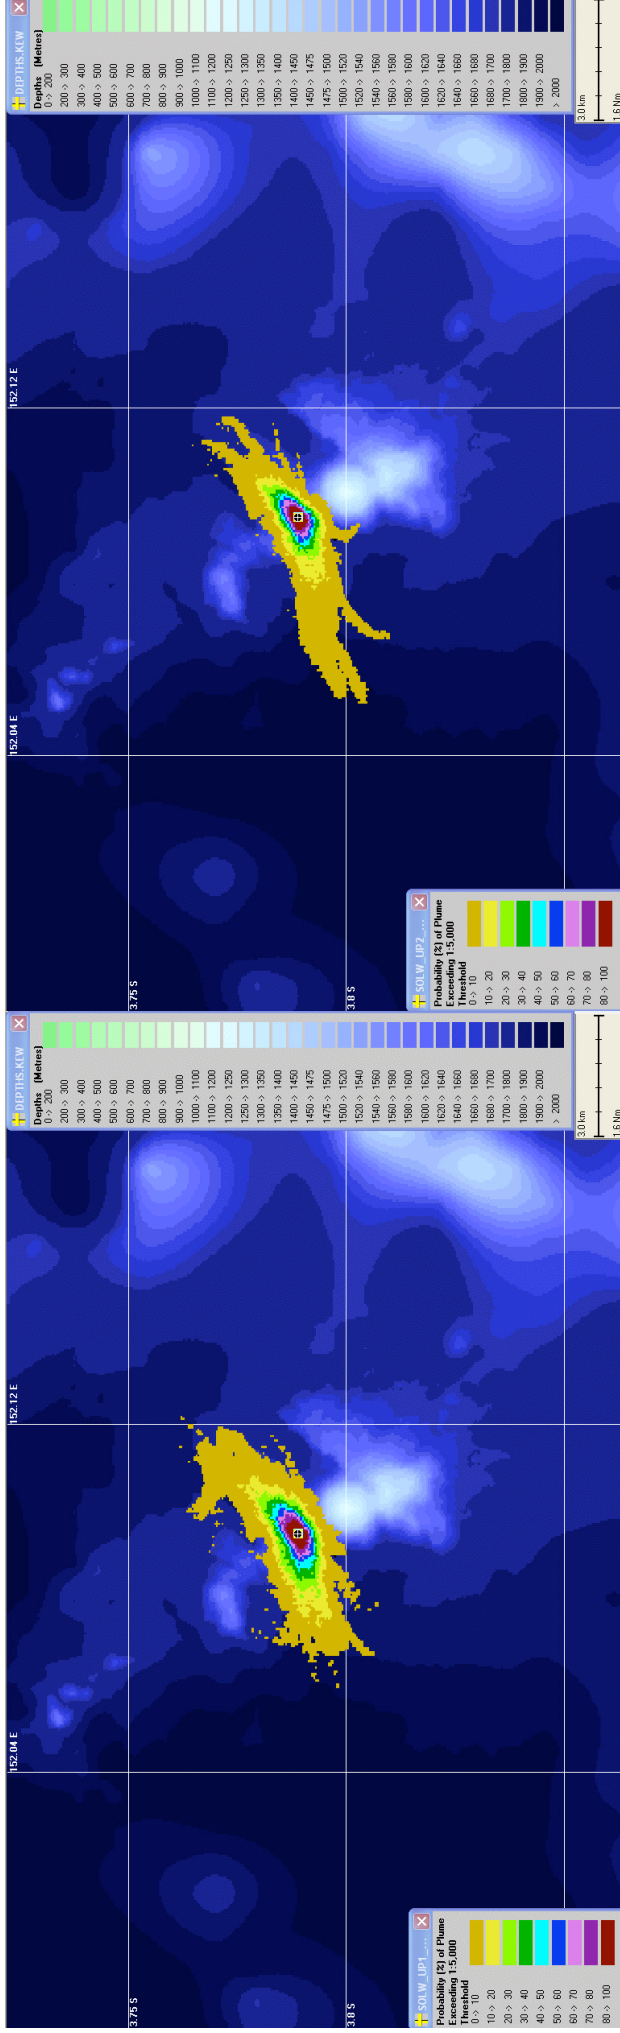 152.04 E
152.12 E
3.75 S
3.8 S
DEPTHS.KEW
Depths (Metres)
0 -> 200
200 -> 300
300 -> 400
400 -> 500
500 -> 600
600 -> 700
700 -> 800
800 -> 900
900 -> 1000
1000 -> 1100
1100 -> 1200
1200 -> 1250
1250 -> 1300
1300 -> 1350
1350 -> 1400
1400 -> 1450
1450 -> 1475
1475 -> 1500
1500 -> 1520
1520 -> 1540
1540 -> 1560
1560 -> 1580
1580 -> 1600
1600 -> 1620
1620 -> 1640
1640 -> 1660
1660 -> 1680
1680 -> 1700
1700 -> 1800
1800 -> 1900
1900 -> 2000
> 2000
SOLW_UP1_...
Probability [%] of Plume
Exceeding 1:5,000
Threshold
0 -> 10
10 -> 20
20 -> 30
30 -> 40
40 -> 50
50 -> 60
60 -> 70
70 -> 80
80 -> 100
3.0 km
1.6 Nm
152.04 E
152.12 E
3.75 S
3.8 S
DEPTHS.KEW
Depths (Metres)
0 -> 200
200 -> 300
300 -> 400
400 -> 500
500 -> 600
600 -> 700
700 -> 800
800 -> 900
900 -> 1000
1000 -> 1100
1100 -> 1200
1200 -> 1250
1250 -> 1300
1300 -> 1350
1350 -> 1400
1400 -> 1450
1450 -> 1475
1475 -> 1500
1500 -> 1520
1520 -> 1540
1540 -> 1560
1560 -> 1580
1580 -> 1600
1600 -> 1620
1620 -> 1640
1640 -> 1660
1660 -> 1680
1680 -> 1700
1700 -> 1800
1800 -> 1900
1900 -> 2000
> 2000
SOLW_UP2_...
Probability [%] of Plume
Exceeding 1:5,000
Threshold
0 -> 10
10 -> 20
20 -> 30
30 -> 40
40 -> 50
50 -> 60
60 -> 70
70 -> 80
80 -> 100
3.0 km
1.6 Nm